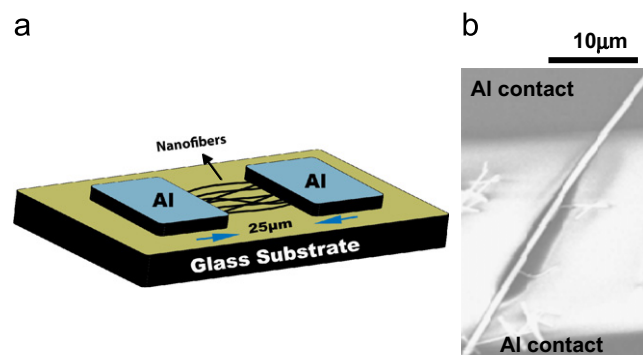 a
b
10μm
Al contact
Nanofibers
Al
Al
25μm
Glass Substrate
Al contact